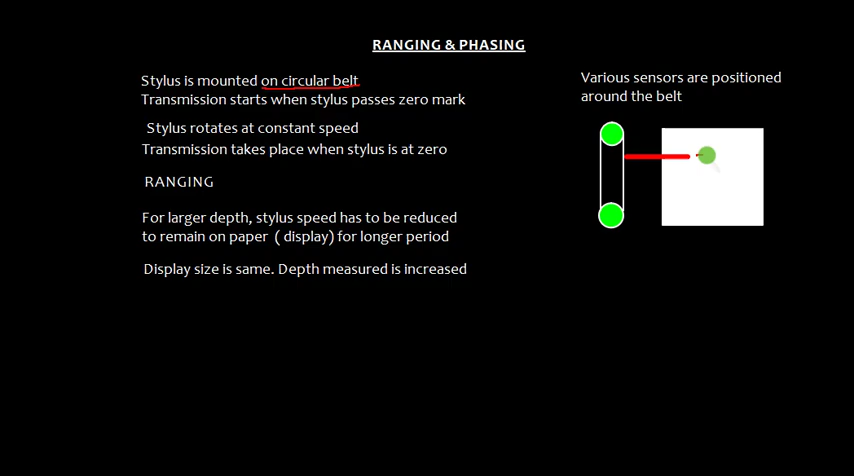 RANGING & PHASING
Stylus is mounted on circular belt
Transmission starts when stylus passes zero mark
Stylus rotates at constant speed
Transmission takes place when stylus is at zero
RANGING
For larger depth, stylus speed has to be reduced
to remain on paper ( display) for longer period
Display size is same. Depth measured is increased
Various sensors are positioned
around the belt